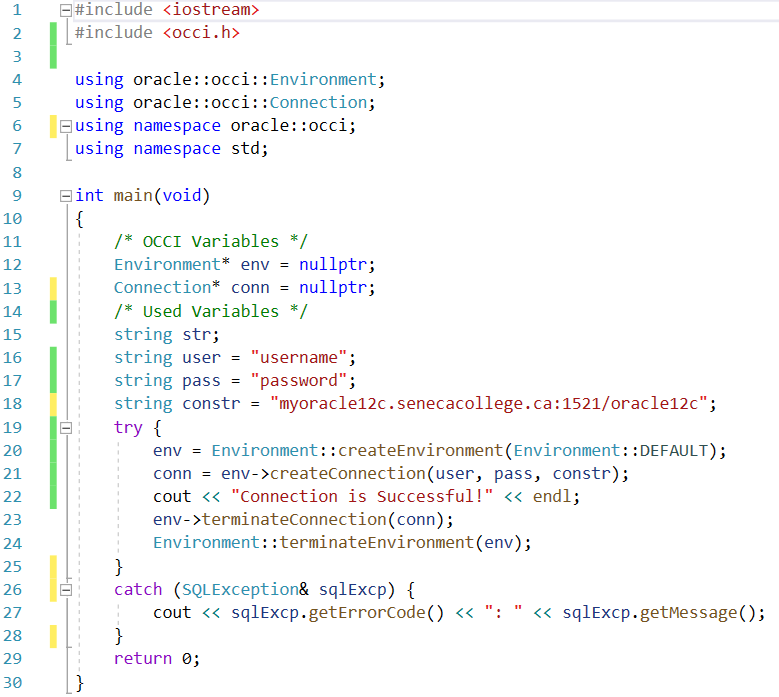 1 #include <iostream>
2 #include <occi.h>
3
4 using oracle::occi::Environment;
5 using oracle::occi::Connection;
6 using namespace oracle::occi;
7 using namespace std;
8
9 int main(void)
10 {
11 /* OCCI Variables */
12 Environment* env = nullptr;
13 Connection* conn = nullptr;
14 /* Used Variables */
15 string str;
16 string user = "username";
17 string pass = "password";
18 string constr = "myoracle12c.senecacollege.ca:1521/oracle12c";
19 try {
20 env = Environment::createEnvironment(Environment::DEFAULT);
21 conn = env->createConnection(user, pass, constr);
22 cout << "Connection is Successful!" << endl;
23 env->terminateConnection(conn);
24 Environment::terminateEnvironment(env);
25 }
26 catch (SQLException& sqlExcp) {
27 cout << sqlExcp.getErrorCode() << ": " << sqlExcp.getMessage();
28 }
29 return 0;
30 }